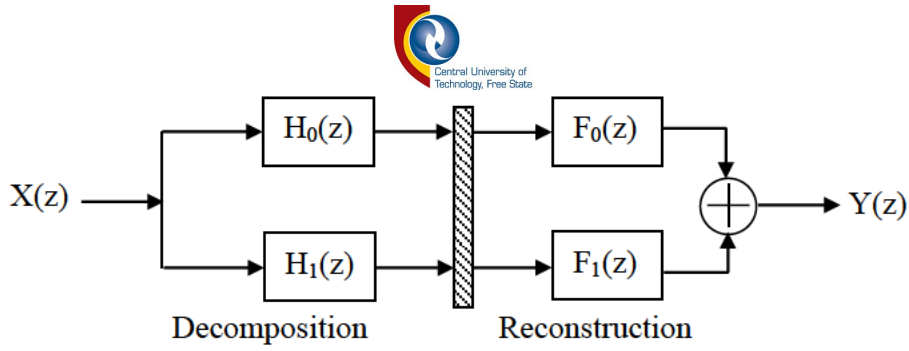 Central University of
Technology, Free State
H₀(z)
F₀(z)
X(z)
Y(z)
H₁(z)
F₁(z)
Decomposition
Reconstruction